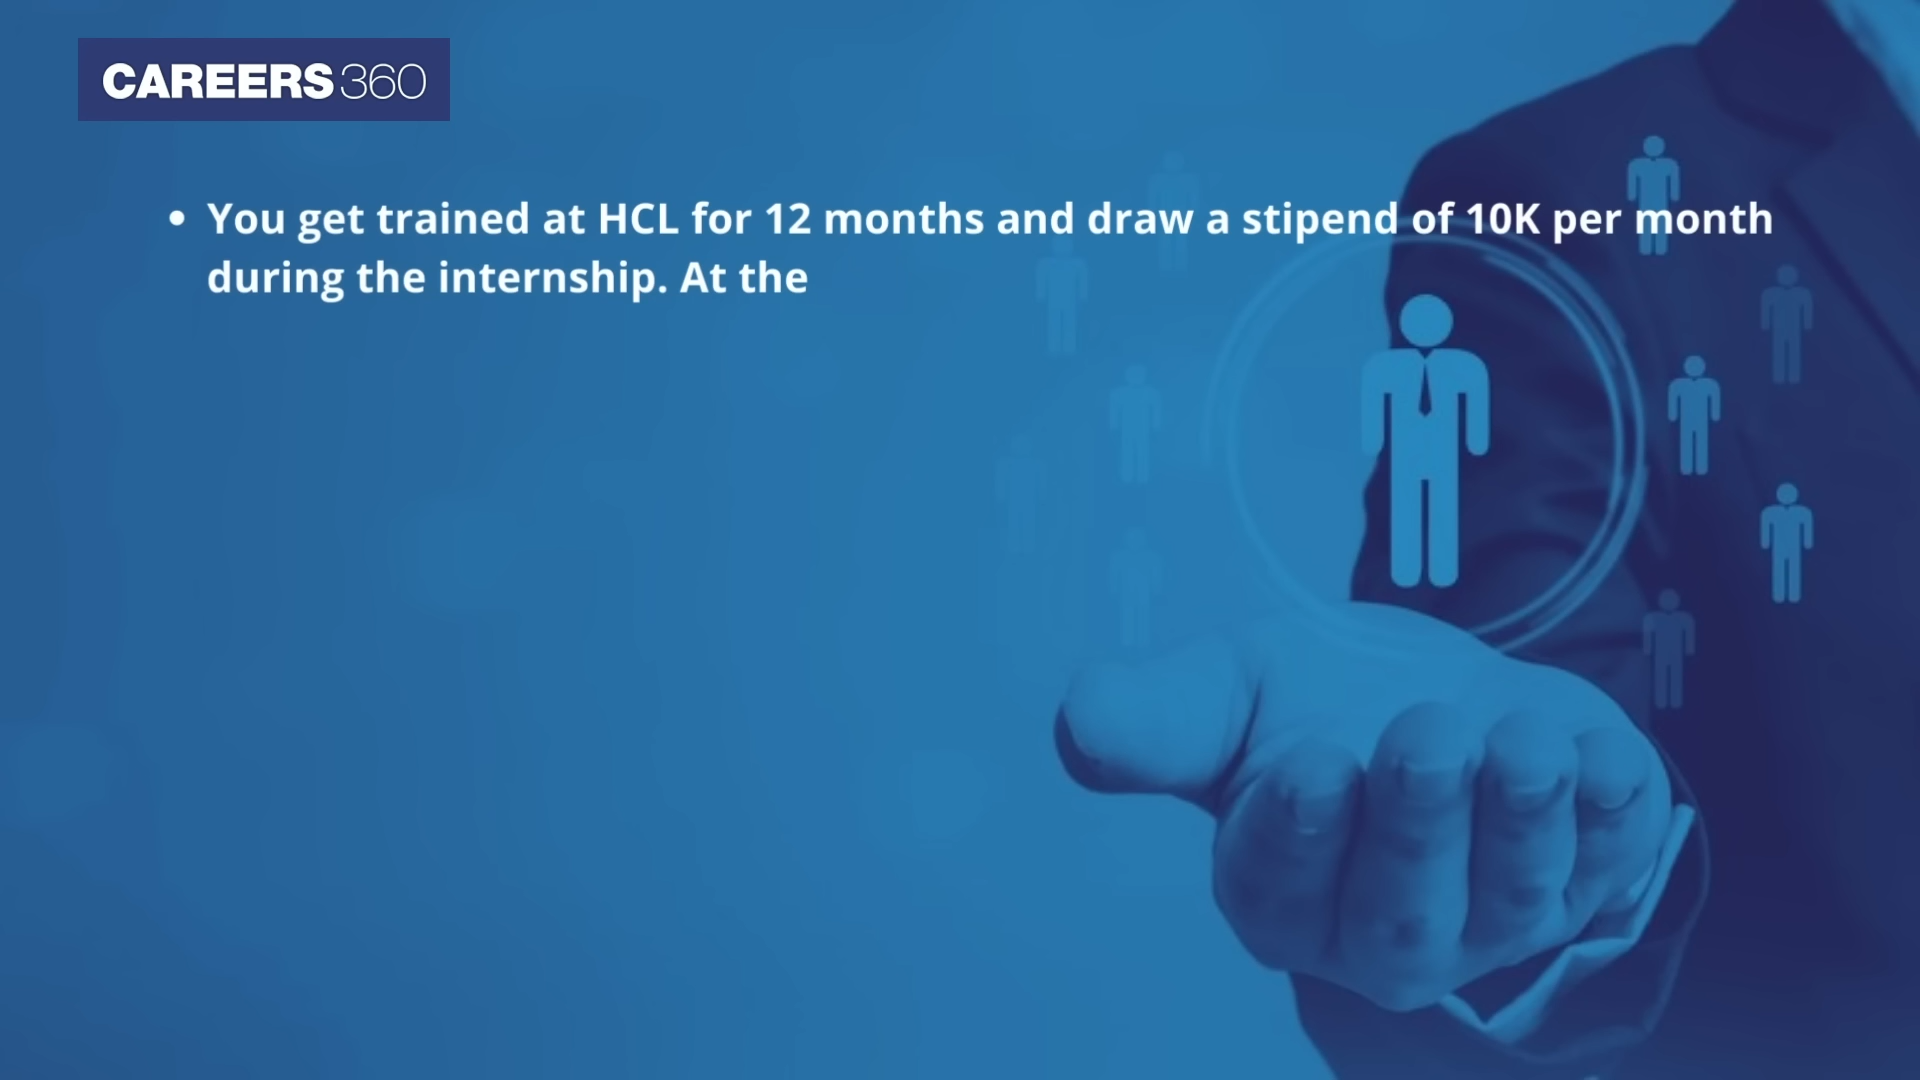 CAREERS360
• You get trained at HCL for 12 months and draw a stipend of 10K per month
during the internship. At the